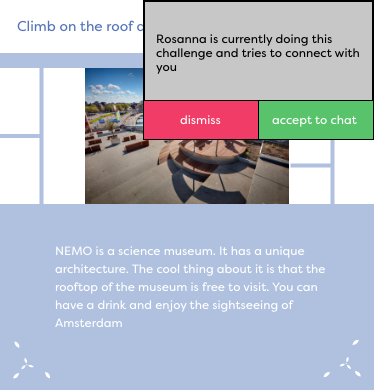 Climb on the roof
Rosanna is currently doing this
challenge and tries to connect with
you
dismiss
accept to chat
NEMO is a science museum. It has a unique
architecture. The cool thing about it is that the
rooftop of the museum is free to visit. You can
have a drink and enjoy the sightseeing of
Amsterdam